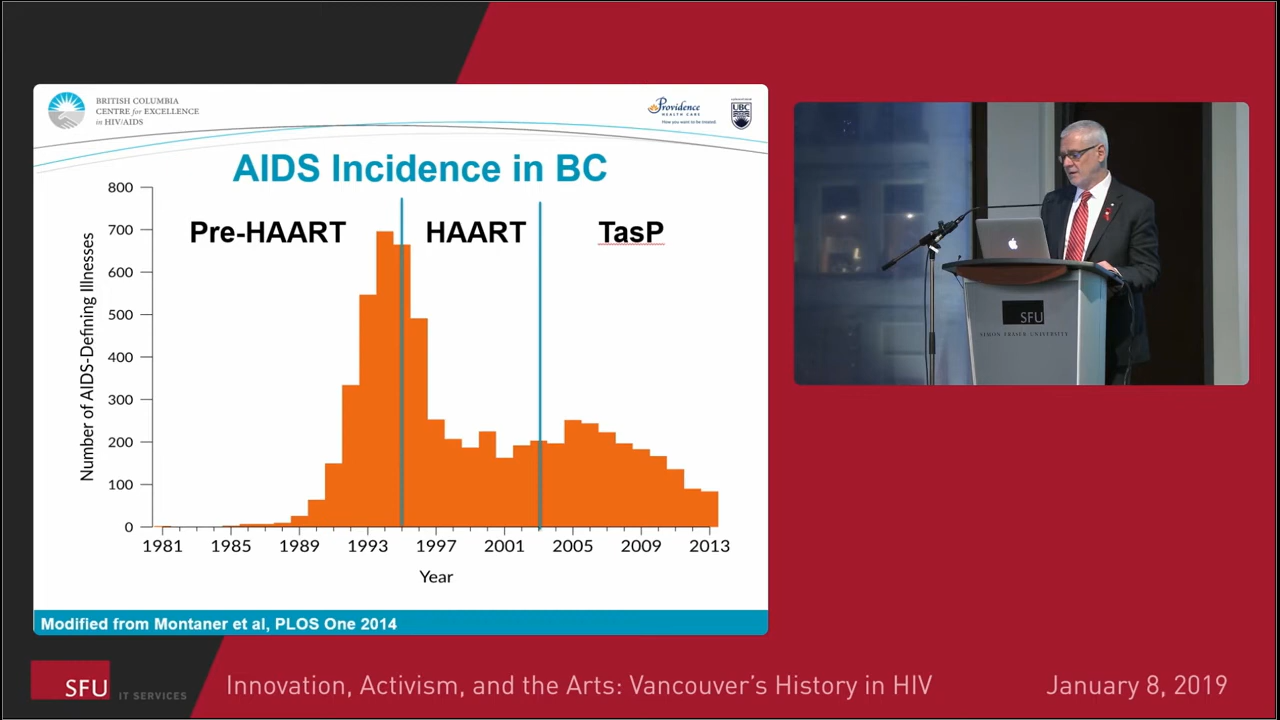 BRITISH COLUMBIA
CENTRE for EXCELLENCE
in HIV/AIDS
Providence
HEALTH CARE
How you want to be treated.
UBC
AIDS Incidence in BC
Pre-HAART
HAART
TasP
Number of AIDS-Defining Illnesses
800
700
600
500
400
300
200
100
0
1981 1985 1989 1993 1997 2001 2005 2009 2013
Year
Modified from Montaner et al, PLOS One 2014
SFU
SIMON FRASER UNIVERSITY
SFU IT SERVICES
Innovation, Activism, and the Arts: Vancouver's History in HIV
January 8, 2019